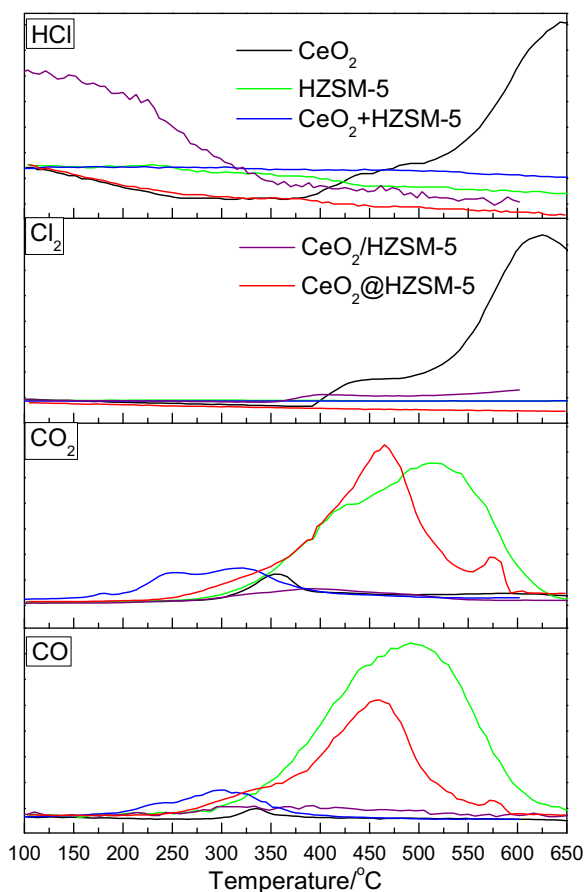 HCl
CeO₂
HZSM-5
CeO₂+HZSM-5
Cl₂
CeO₂/HZSM-5
CeO₂@HZSM-5
CO₂
CO
100 150 200 250 300 350 400 450 500 550 600 650
Temperature/°C